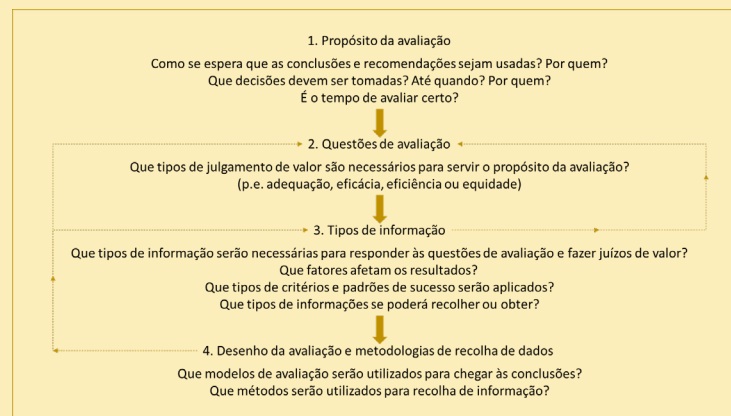 1. Propósito da avaliação
Como se espera que as conclusões e recomendações sejam usadas? Por quem?
Que decisões devem ser tomadas? Até quando? Por quem?
É o tempo de avaliar certo?
2. Questões de avaliação
Que tipos de julgamento de valor são necessários para servir o propósito da avaliação?
(p.e. adequação, eficácia, eficiência ou equidade)
3. Tipos de informação
Que tipos de informação serão necessárias para responder às questões de avaliação e fazer juízos de valor?
Que fatores afetam os resultados?
Que tipos de critérios e padrões de sucesso serão aplicados?
Que tipos de informações se poderá recolher ou obter?
4. Desenho da avaliação e metodologias de recolha de dados
Que modelos de avaliação serão utilizados para chegar às conclusões?
Que métodos serão utilizados para recolha de informação?